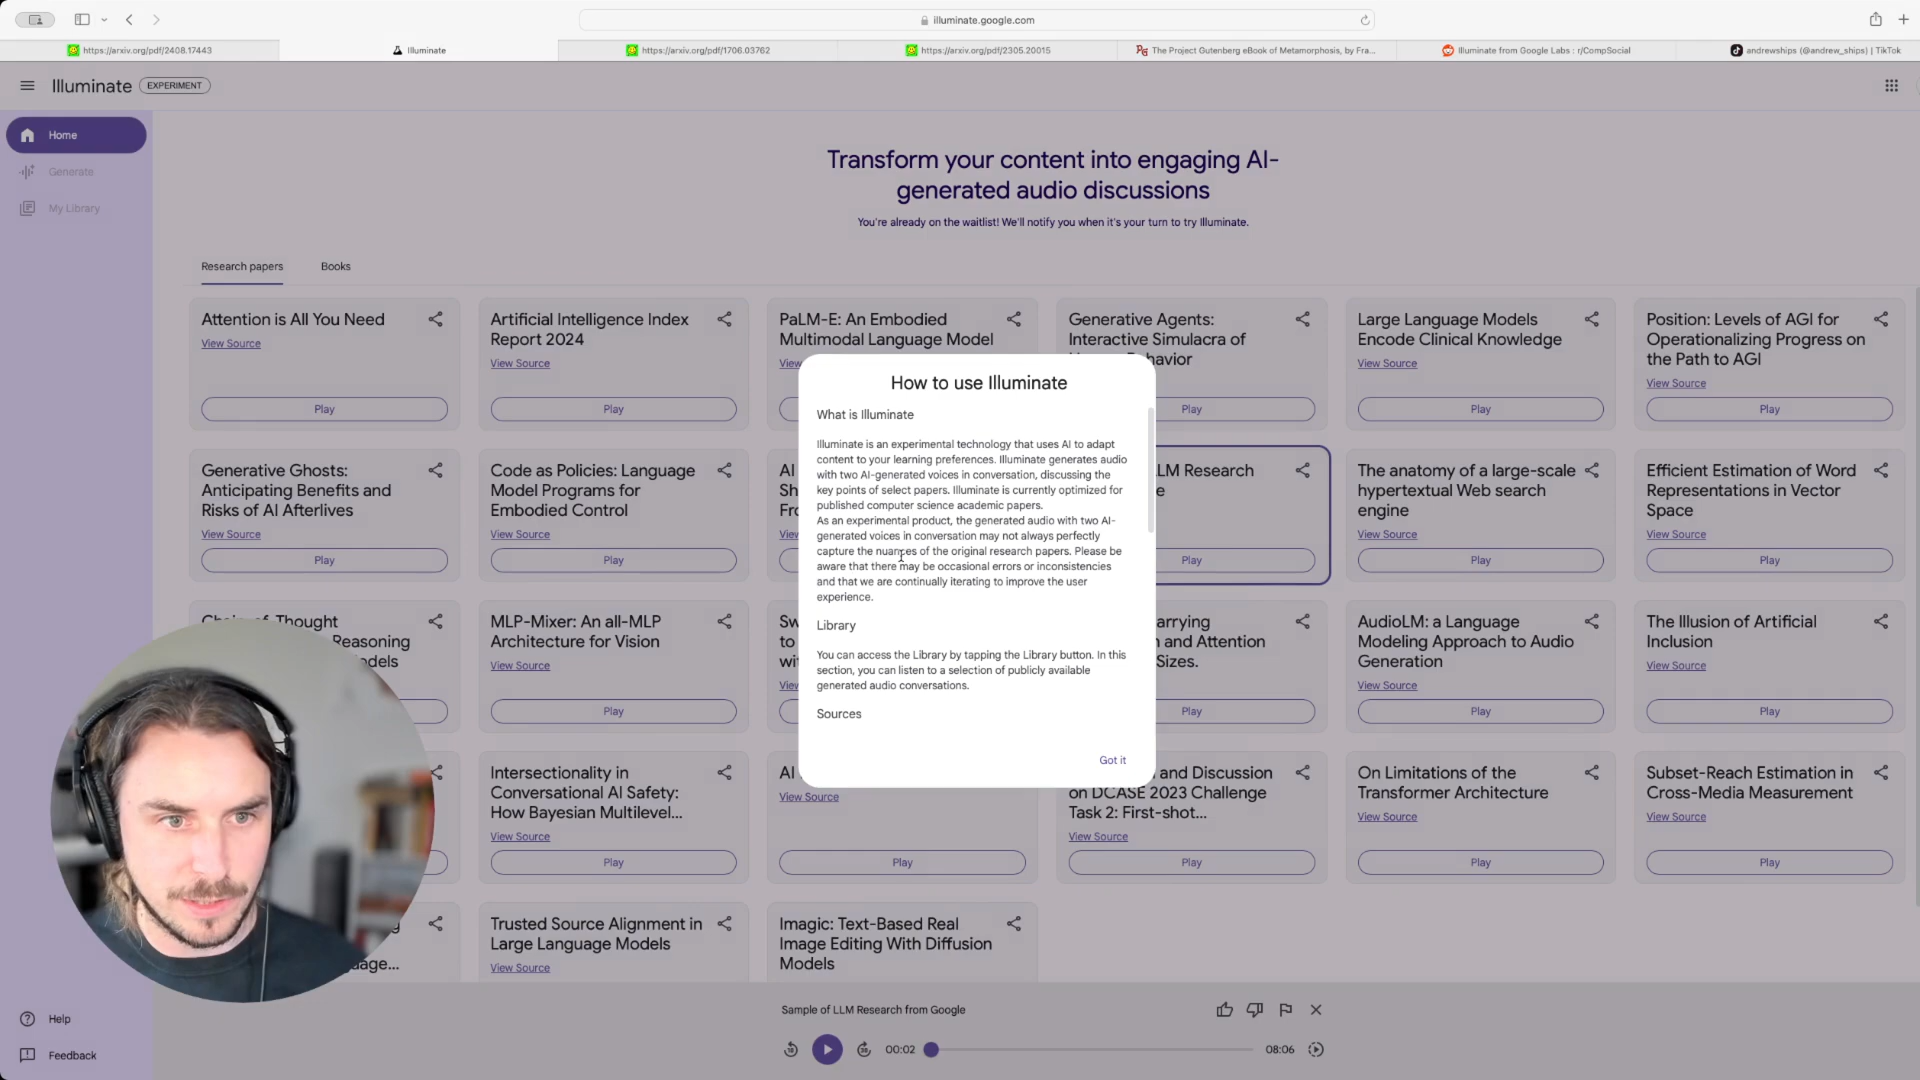 illuminate.google.com
https://arxiv.org/pdf/2408.17443
Illuminate
https://arxiv.org/pdf/1706.03762
https://arxiv.org/pdf/2305.20015
The Project Gutenberg eBook of Metamorphosis, by Fra...
Illuminate from Google Labs : r/CompSocial
andrewships (@andrew_ships) | TikTok
Illuminate
EXPERIMENT
Home
Generate
My Library
Transform your content into engaging AI-
generated audio discussions
You're already on the waitlist! We'll notify you when it's your turn to try Illuminate.
Research papers
Books
Attention is All You Need
View Source
Play
Artificial Intelligence Index
Report 2024
View Source
Play
PaLM-E: An Embodied
Multimodal Language Model
Generative Agents:
Interactive Simulacra of
havior
Play
Large Language Models
Encode Clinical Knowledge
View Source
Play
Position: Levels of AGI for
Operationalizing Progress on
the Path to AGI
View Source
Play
How to use Illuminate
What is Illuminate
Illuminate is an experimental technology that uses AI to adapt
content to your learning preferences. Illuminate generates audio
with two AI-generated voices in conversation, discussing the
key points of select papers. Illuminate is currently optimized for
published computer science academic papers.
As an experimental product, the generated audio with two AI-
generated voices in conversation may not always perfectly
capture the nuances of the original research papers. Please be
aware that there may be occasional errors or inconsistencies
and that we are continually iterating to improve the user
experience.
Library
You can access the Library by tapping the Library button. In this
section, you can listen to a selection of publicly available
generated audio conversations.
Sources
Got it
Generative Ghosts:
Anticipating Benefits and
Risks of AI Afterlives
View Source
Play
Code as Policies: Language
Model Programs for
Embodied Control
View Source
Play
AI
Sh
Fro
LM Research
e
Play
The anatomy of a large-scale
hypertextual Web search
engine
View Source
Play
Efficient Estimation of Word
Representations in Vector
Space
View Source
Play
Thought
Reasoning
odels
MLP-Mixer: An all-MLP
Architecture for Vision
View Source
Play
Sw
to
wit
arrying
n and Attention
Sizes.
Play
AudioLM: a Language
Modeling Approach to Audio
Generation
View Source
Play
The Illusion of Artificial
Inclusion
View Source
Play
Intersectionality in
Conversational AI Safety:
How Bayesian Multilevel...
View Source
Play
AI
View Source
Play
and Discussion
on DCASE 2023 Challenge
Task 2: First-shot...
View Source
Play
On Limitations of the
Transformer Architecture
View Source
Play
Subset-Reach Estimation in
Cross-Media Measurement
View Source
Play
g
uage...
Trusted Source Alignment in
Large Language Models
View Source
Imagic: Text-Based Real
Image Editing With Diffusion
Models
Help
Feedback
Sample of LLM Research from Google
00:02
08:06